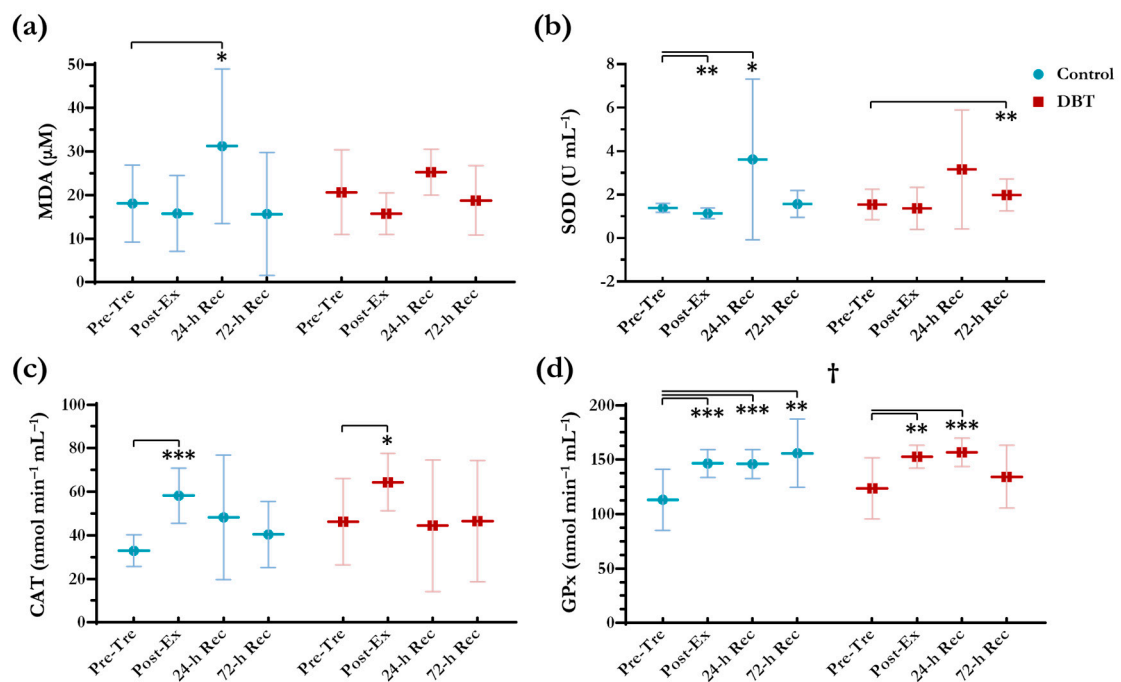 (a)
MDA (μM)
50
40
30
20
10
0
*
Pre-Tre
Post-Ex
24-h Rec
72-h Rec
Pre-Tre
Post-Ex
24-h Rec
72-h Rec
(b)
SOD (U mL⁻¹)
8
6
4
2
0
-2
**
*
**
Pre-Tre
Post-Ex
24-h Rec
72-h Rec
Pre-Tre
Post-Ex
24-h Rec
72-h Rec
Control
DBT
(c)
CAT (nmol min⁻¹ mL⁻¹)
100
80
60
40
20
0
***
*
Pre-Tre
Post-Ex
24-h Rec
72-h Rec
Pre-Tre
Post-Ex
24-h Rec
72-h Rec
(d)
†
GPx (nmol min⁻¹ mL⁻¹)
200
150
100
50
0
***
***
**
**
***
Pre-Tre
Post-Ex
24-h Rec
72-h Rec
Pre-Tre
Post-Ex
24-h Rec
72-h Rec